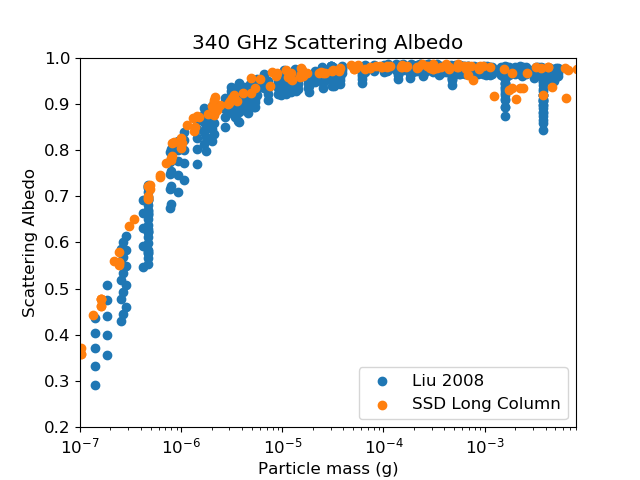 340 GHz Scattering Albedo
1.0
0.9
0.8
0.7
0.6
0.5
0.4
0.3
0.2
Scattering Albedo
10⁻⁷
10⁻⁶
10⁻⁵
10⁻⁴
10⁻³
Particle mass (g)
Liu 2008
SSD Long Column